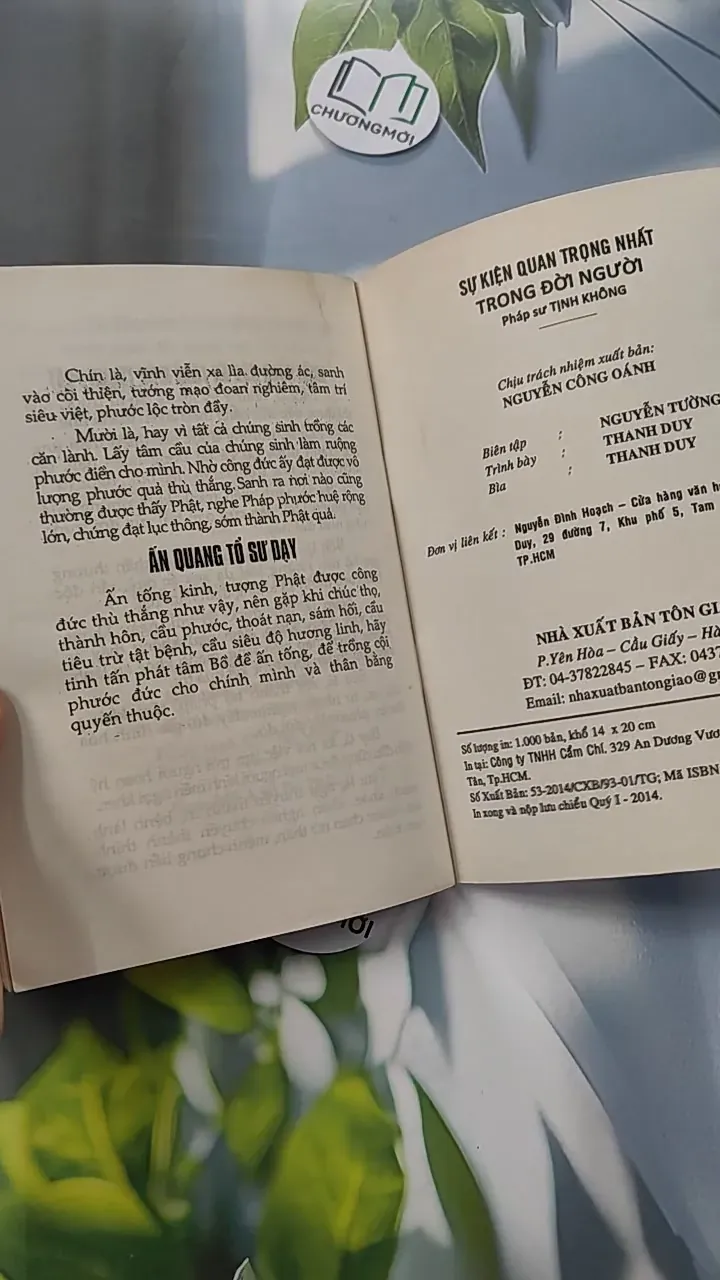 CHƯƠNGMỚI
Chín là, vĩnh viễn xa lìa đường ác, sanh
vào cõi thiện, tướng mạo đoan nghiêm, tâm trí
siêu việt, phước lộc tròn đầy.
Mười là, hay vì tất cả chúng sinh trồng các
căn lành. Lấy tâm cầu của chúng sinh làm ruộng
phước điền cho mình. Nhờ công đức ấy đạt được vô
lượng phước quả thù thắng. Sanh ra nơi nào cũng
thường được thấy Phật, nghe Pháp phước huệ rộng
lớn, chứng đạt lục thông, sớm thành Phật quả.
ẤN QUANG TỔ SƯ DẠY
Ấn tống kinh, tượng Phật được công
đức thù thắng như vậy, nên gặp khi chúc thọ,
thành hôn, cầu phước, thoát nạn, sám hối, cầu
tiêu trừ tật bệnh, cầu siêu độ hương linh, hãy
tinh tấn phát tâm Bồ đề ấn tống, để trồng cội
phước đức cho chính mình và thân bằng
quyến thuộc.
SỰ KIỆN QUAN TRỌNG NHẤT
TRONG ĐỜI NGƯỜI
Pháp sư TỊNH KHÔNG
Chịu trách nhiệm xuất bản:
NGUYỄN CÔNG OÁNH
Biên tập : NGUYỄN TƯỜNG
Trình bày : THANH DUY
Bìa : THANH DUY
Đơn vị liên kết : Nguyễn Đình Hoạch – Cửa hàng văn h
Duy, 29 đường 7, Khu phố 5, Tam
TP.HCM
NHÀ XUẤT BẢN TÔN GI
P.Yên Hòa – Cầu Giấy – Hà
ĐT: 04-37822845 – FAX: 0437
Email: nhaxuatbantongiao@g
Số lượng in: 1.000 bản, khổ 14 x 20 cm
In tại: Công ty TNHH Cẩm Chí. 329 An Dương Vươ
Tân, Tp.HCM.
Số Xuất Bản: 53-2014/CXB/93-01/TG; Mã ISBN
In xong và nộp lưu chiểu Quý I - 2014.